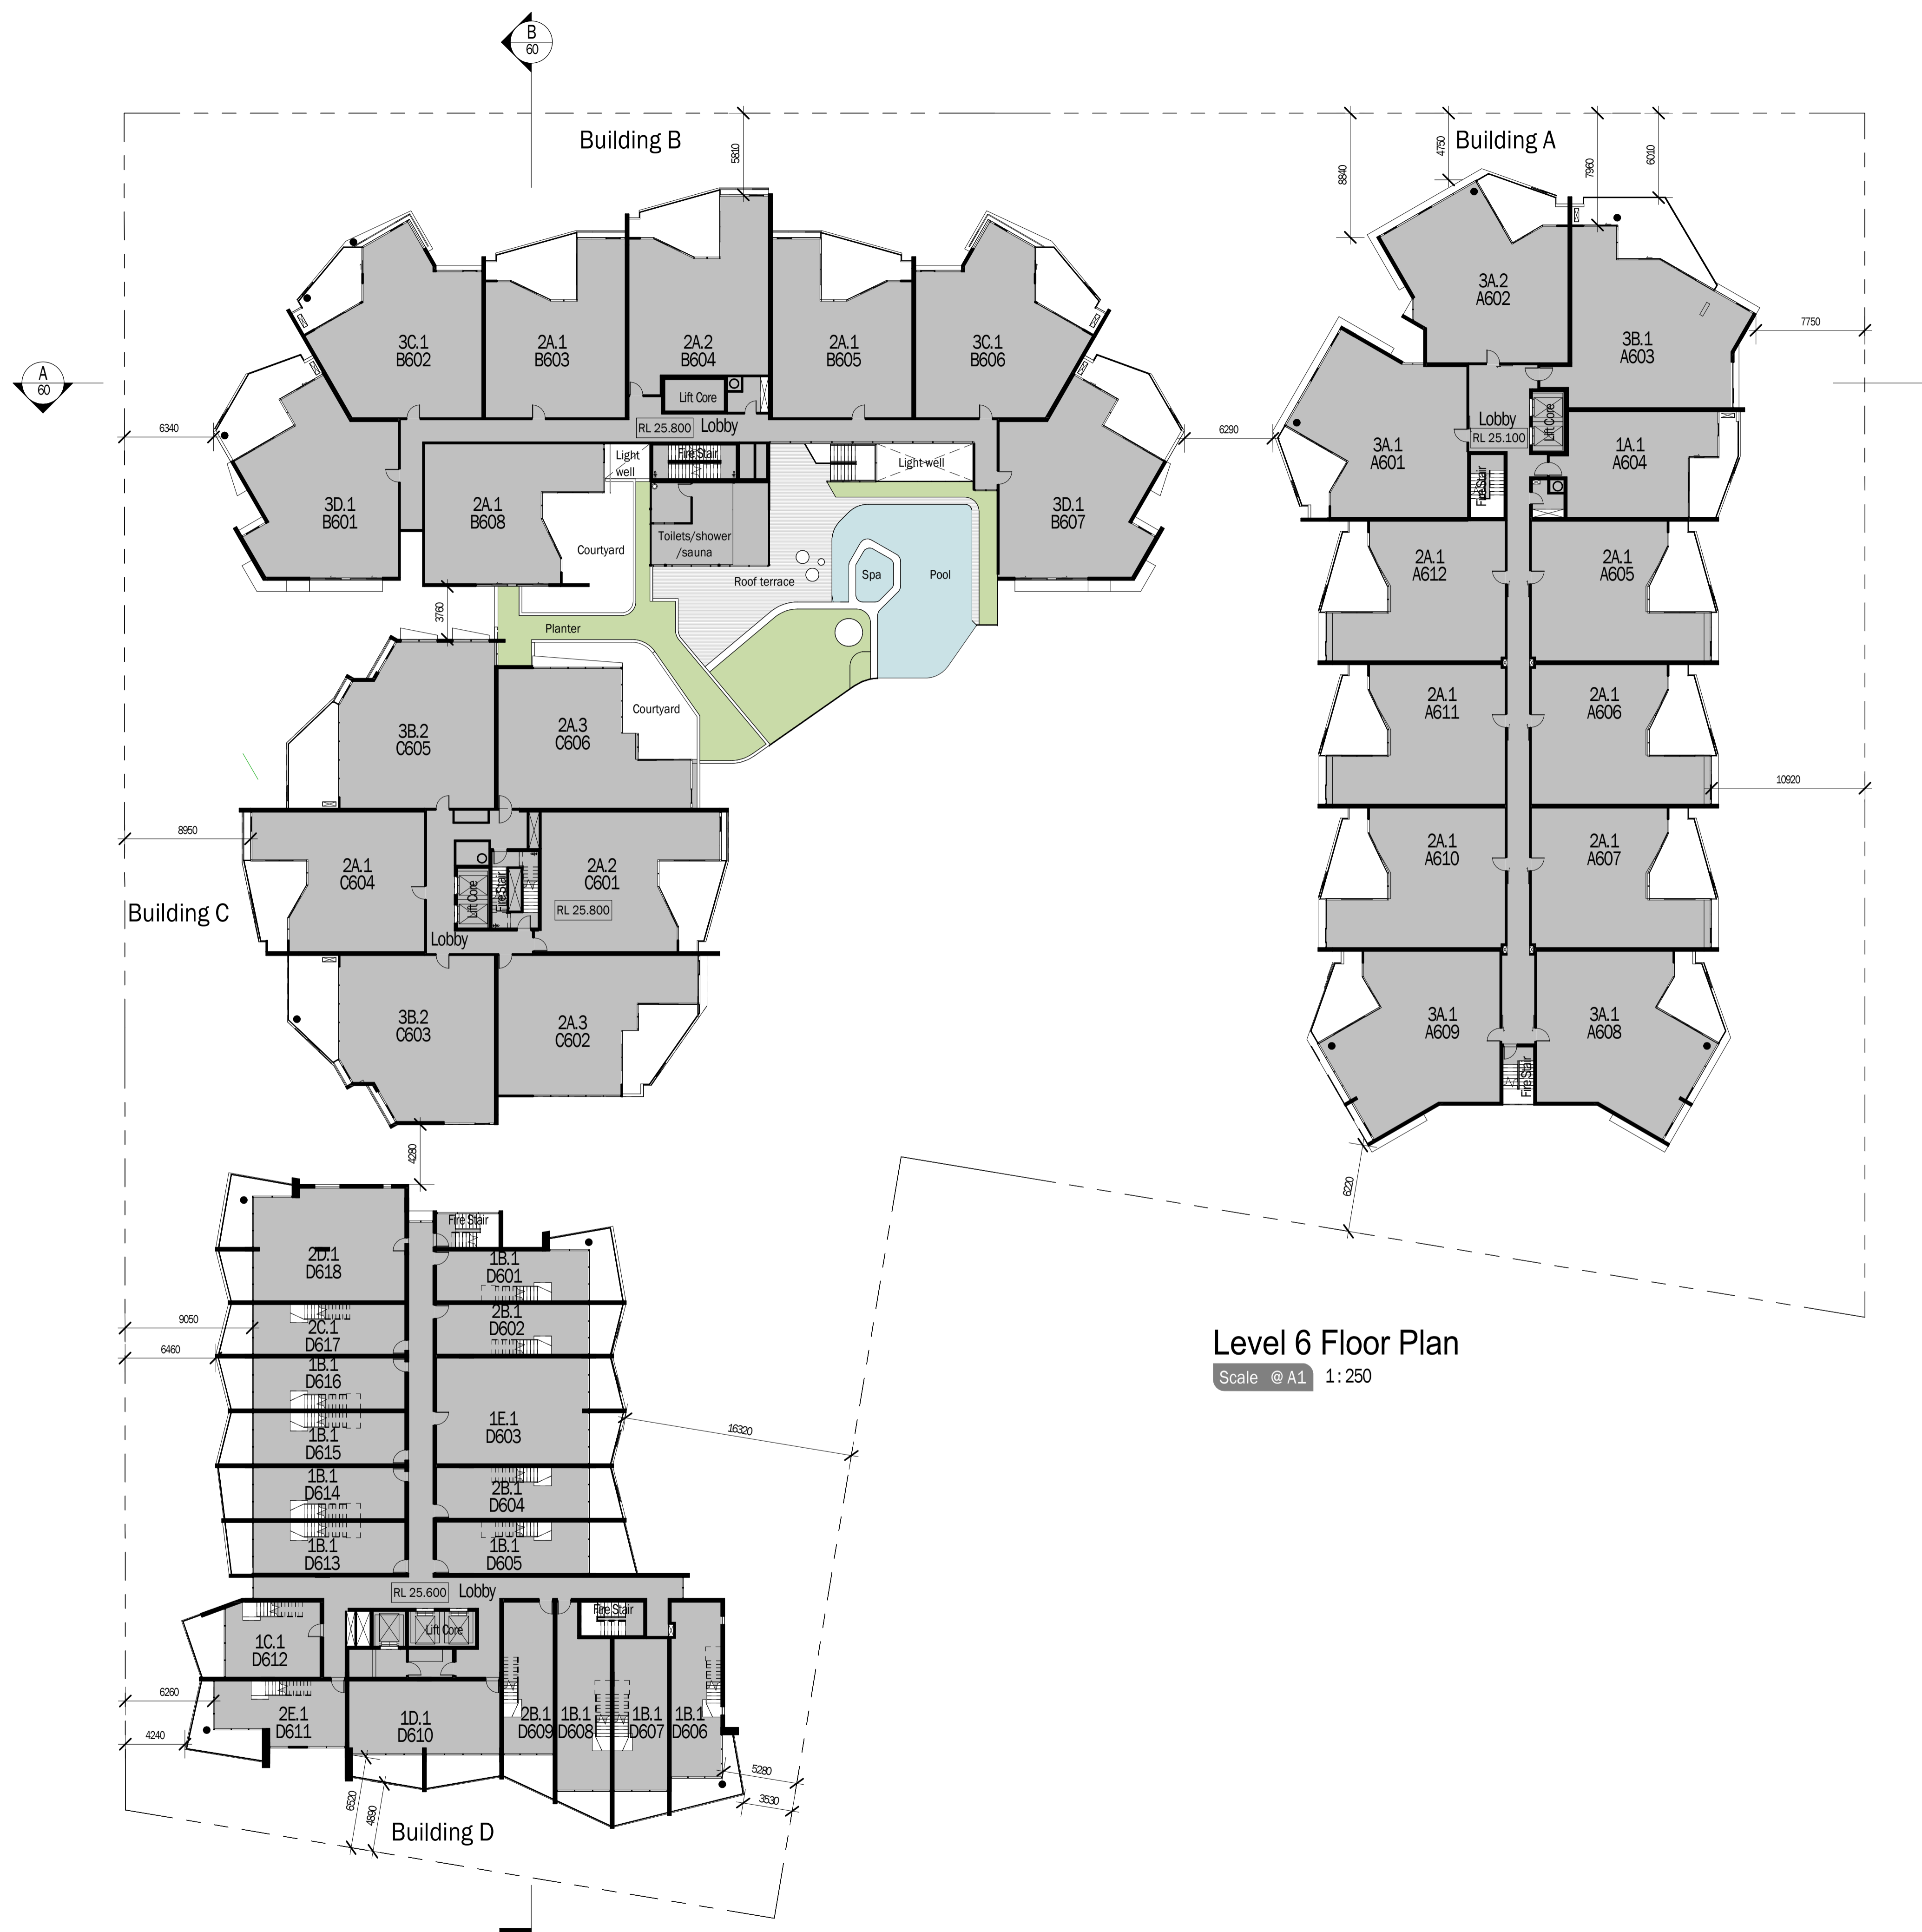 B
60
Building B
Building A
5810
8840
4750
7960
6010
3A.2
A602
3B.1
A603
7750
3C.1
B602
2A.1
B603
2A.2
B604
2A.1
B605
3C.1
B606
A
60
Lift Core
RL 25.800
Lobby
6340
6290
Lobby
RL 25.100
Lift Core
3A.1
A601
1A.1
A604
Fire Stair
Light
well
Fire Stair
Light well
3D.1
B601
2A.1
B608
3D.1
B607
Toilets/shower
/sauna
Courtyard
Roof terrace
Spa
Pool
2A.1
A612
2A.1
A605
3760
Planter
3B.2
C605
2A.3
C606
Courtyard
2A.1
A611
2A.1
A606
10920
8950
2A.1
C604
Lift Core
Fire Stair
2A.2
C601
RL 25.800
2A.1
A610
2A.1
A607
Building C
Lobby
3B.2
C603
2A.3
C602
3A.1
A609
3A.1
A608
Fire Stair
4280
6220
Fire Stair
2D.1
D618
1B.1
D601
2C.1
D617
2B.1
D602
9050
6460
1B.1
D616
1E.1
D603
1B.1
D615
16320
1B.1
D614
2B.1
D604
1B.1
D613
1B.1
D605
Level 6 Floor Plan
Scale @ A1 1 : 250
RL 25.600
Lobby
Lift Core
Fire Stair
1C.1
D612
6260
4240
2E.1
D611
1D.1
D610
2B.1
D609
1B.1
D608
1B.1
D607
1B.1
D606
5280
3530
6520
4890
Building D